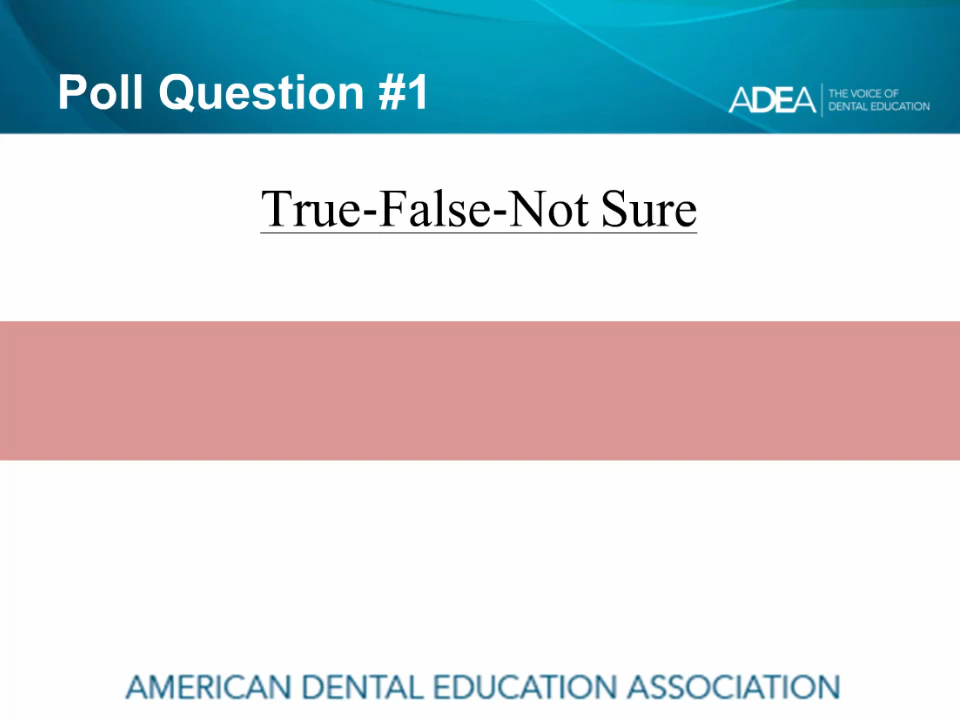 Poll Question #1
ADEA
THE VOICE OF
DENTAL EDUCATION
True-False-Not Sure
AMERICAN DENTAL EDUCATION ASSOCIATION